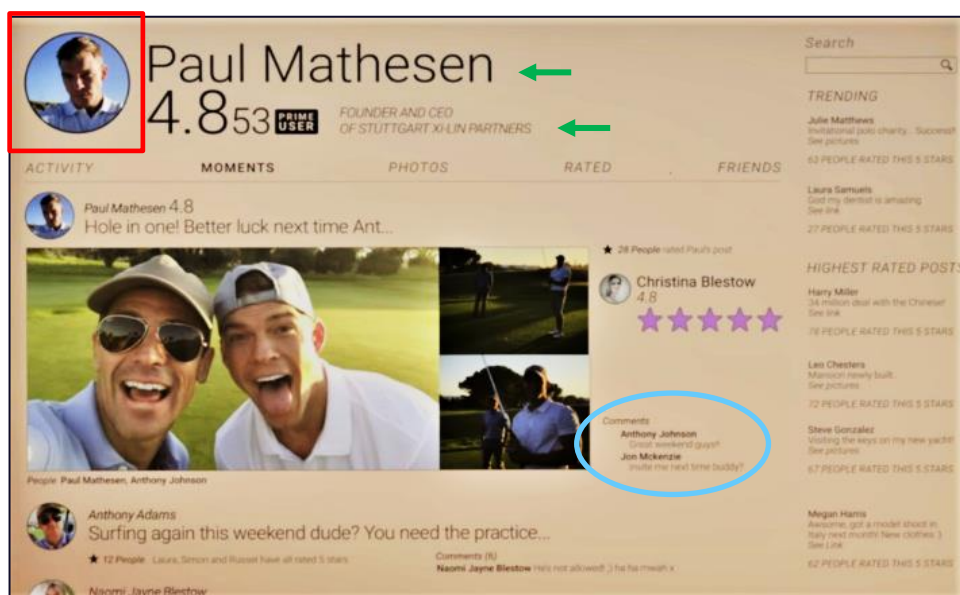 Paul Mathesen
4.853 PRIME USER
FOUNDER AND CEO
OF STUTTGART XI-LIN PARTNERS
ACTIVITY MOMENTS PHOTOS RATED FRIENDS
Paul Mathesen 4.8
Hole in one! Better luck next time Ant...
28 People rated Paul's post
Christina Blestow
4.8
Comments
Anthony Johnson
Great weekend guys!!
Jon Mckenzie
Invite me next time buddy?
People: Paul Mathesen, Anthony Johnson
Anthony Adams
Surfing again this weekend dude? You need the practice...
12 People Laura, Simon and Russel have all rated 5 stars
Comments (6)
Naomi Jayne Blestow He's not allowed! ;) ha ha mwah x
Naomi Jayne Blestow
Search
TRENDING
Julie Matthews
Invitational polo charity... Success!!
See pictures
63 PEOPLE RATED THIS 5 STARS
Laura Samuels
God my dentist is amazing
See link
27 PEOPLE RATED THIS 5 STARS
HIGHEST RATED POSTS
Harry Miller
34 million deal with the Chinese!
See link
78 PEOPLE RATED THIS 5 STARS
Leo Chesters
Mansion newly built.
See pictures
72 PEOPLE RATED THIS 5 STARS
Steve Gonzalez
Visiting the keys on my new yacht!
See pictures
67 PEOPLE RATED THIS 5 STARS
Megan Harris
Awesome, got a model shoot in
Italy next month! New clothes :)
See Link
62 PEOPLE RATED THIS 5 STARS